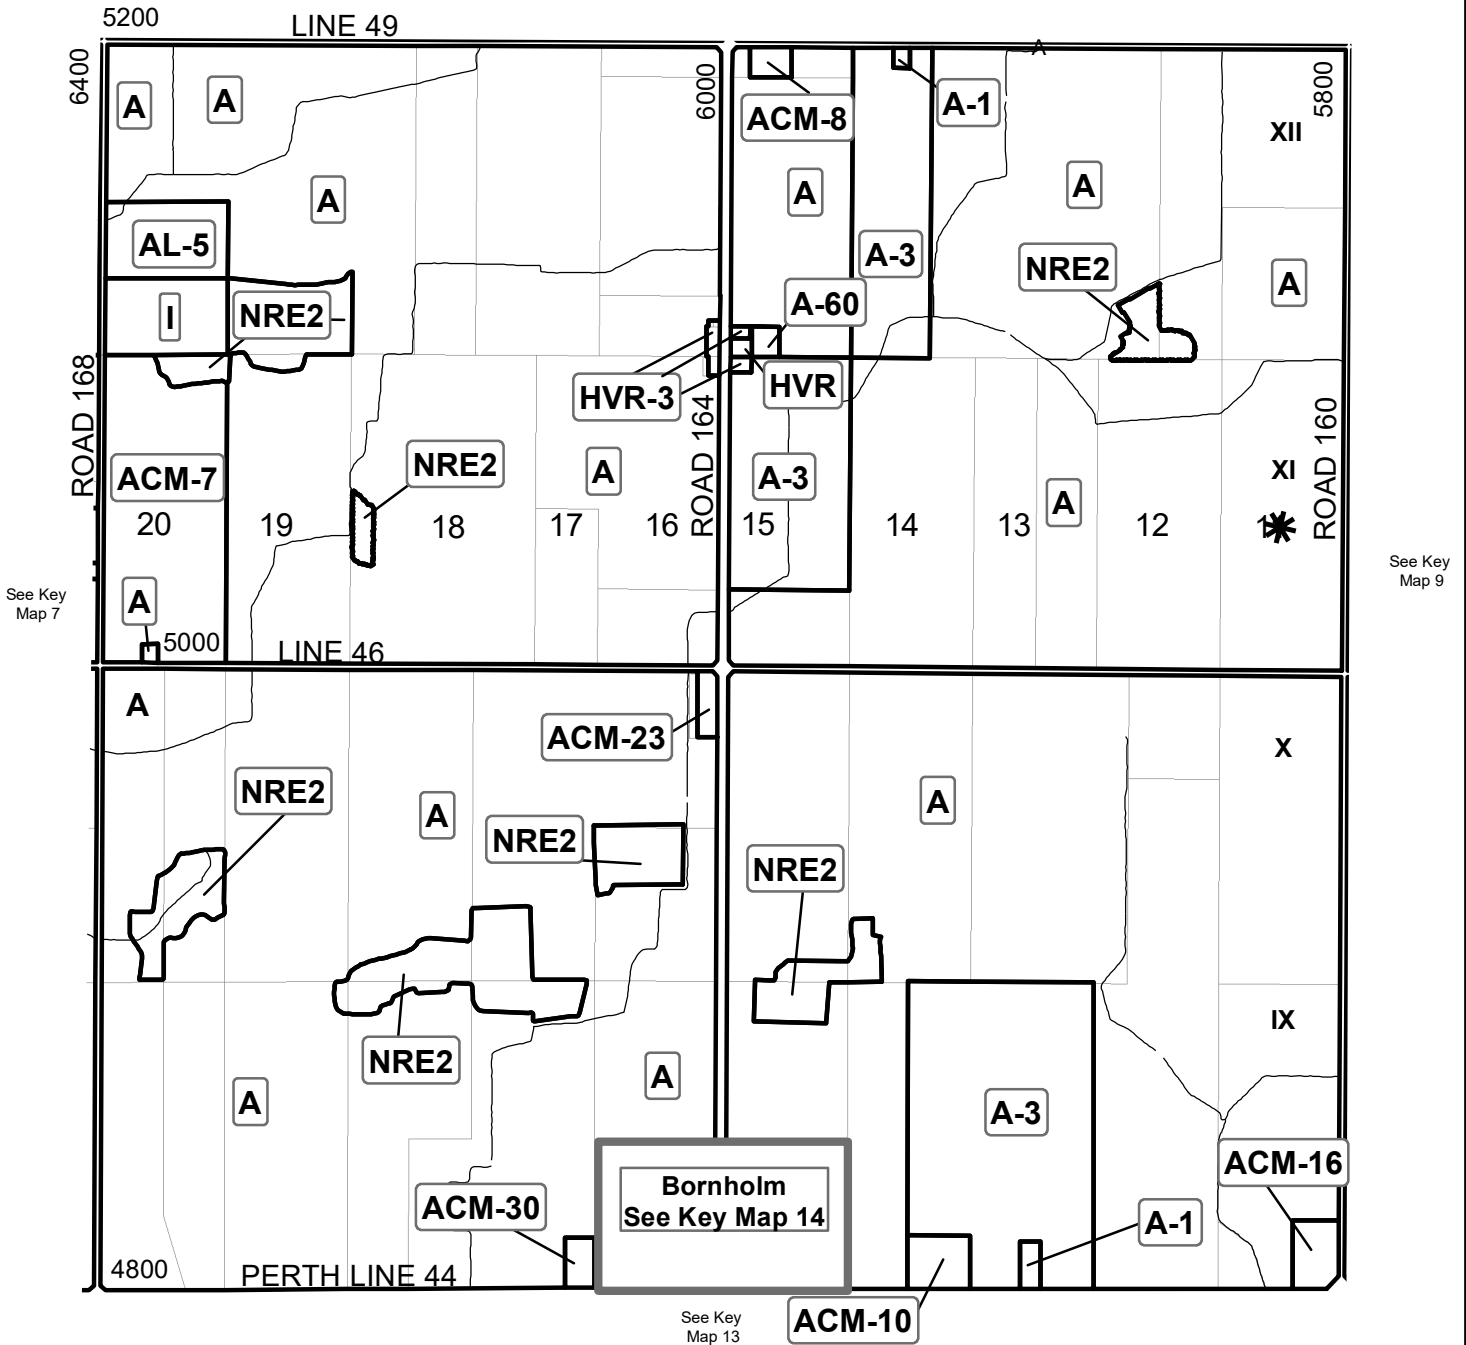 5200
LINE 49
6400
6000
5800
A
A
A
ACM-8
A-1
XII
A
A
A
AL-5
A-3
NRE2
A
I
NRE2
A-60
HVR-3
HVR
ROAD 168
ROAD 164
ROAD 160
ACM-7
NRE2
A
A-3
A
XI
20
19
18
17
16
15
14
13
12
See Key
Map 7
See Key
Map 9
A
5000
LINE 46
A
ACM-23
X
NRE2
A
NRE2
A
NRE2
NRE2
IX
A
A
A-3
ACM-30
Bornholm
See Key Map 14
ACM-16
A-1
4800
PERTH LINE 44
ACM-10
See Key
Map 13